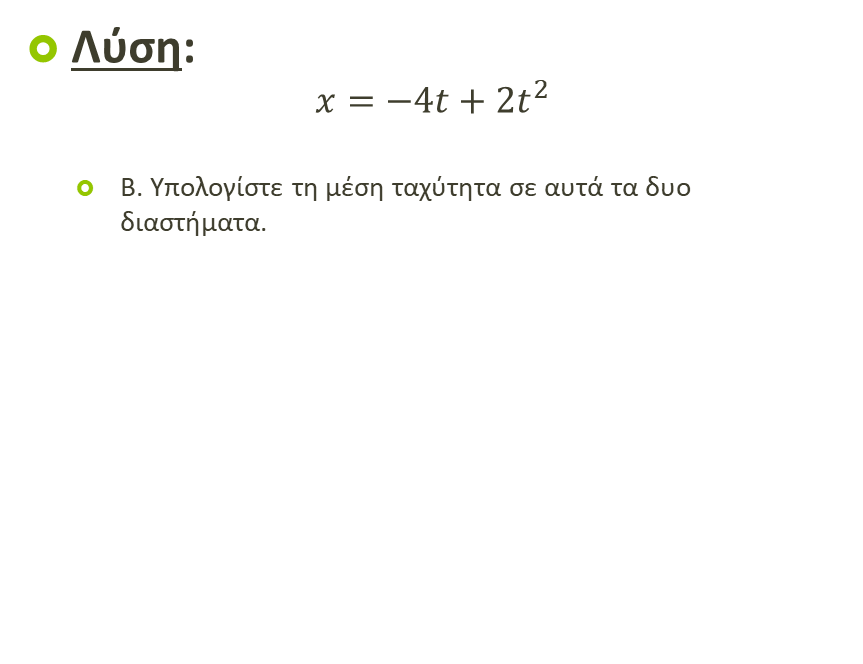 Λύση:
x = −4t + 2t²
Β. Υπολογίστε τη μέση ταχύτητα σε αυτά τα δυο
διαστήματα.